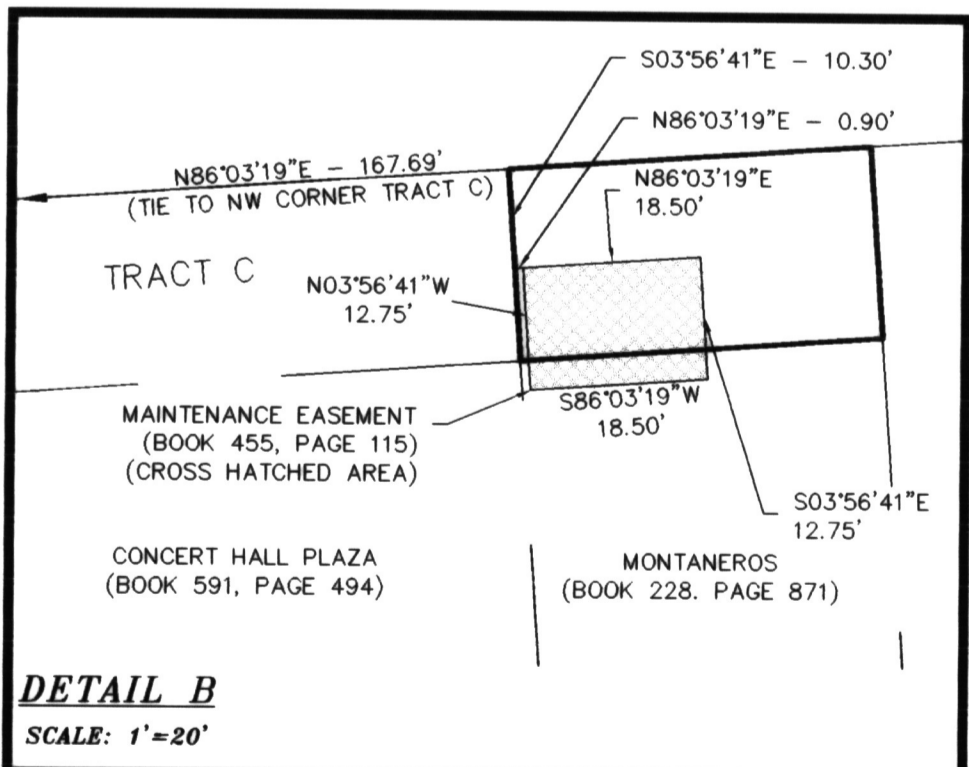 S03°56'41"E - 10.30'
N86°03'19"E - 0.90'
N86°03'19"E - 167.69'
(TIE TO NW CORNER TRACT C)
N86°03'19"E
18.50'
TRACT C
N03°56'41"W
12.75'
S86°03'19"W
18.50'
MAINTENANCE EASEMENT
(BOOK 455, PAGE 115)
(CROSS HATCHED AREA)
S03°56'41"E
12.75'
CONCERT HALL PLAZA
(BOOK 591, PAGE 494)
MONTANEROS
(BOOK 228. PAGE 871)
DETAIL B
SCALE: 1'=20'